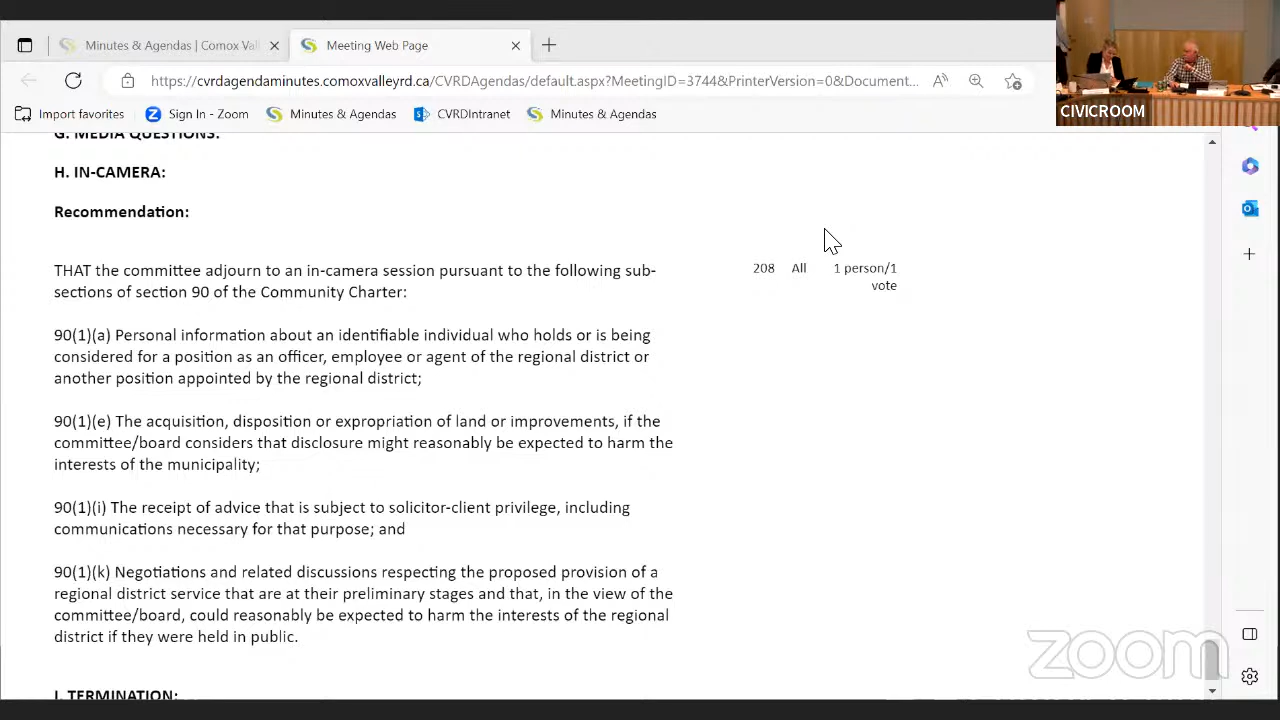 Minutes & Agendas | Comox Vall
Meeting Web Page
https://cvrdagendaminutes.comoxvalleyrd.ca/CVRDAgendas/default.aspx?MeetingID=3744&PrinterVersion=0&Document...
Import favorites
Sign In - Zoom
Minutes & Agendas
CVRDIntranet
Minutes & Agendas
CIVICROOM
G. MEDIA QUESTIONS:
H. IN-CAMERA:
Recommendation:
THAT the committee adjourn to an in-camera session pursuant to the following sub-
sections of section 90 of the Community Charter:
208 All 1 person/1
vote
90(1)(a) Personal information about an identifiable individual who holds or is being
considered for a position as an officer, employee or agent of the regional district or
another position appointed by the regional district;
90(1)(e) The acquisition, disposition or expropriation of land or improvements, if the
committee/board considers that disclosure might reasonably be expected to harm the
interests of the municipality;
90(1)(i) The receipt of advice that is subject to solicitor-client privilege, including
communications necessary for that purpose; and
90(1)(k) Negotiations and related discussions respecting the proposed provision of a
regional district service that are at their preliminary stages and that, in the view of the
committee/board, could reasonably be expected to harm the interests of the regional
district if they were held in public.
I. TERMINATION:
zoom